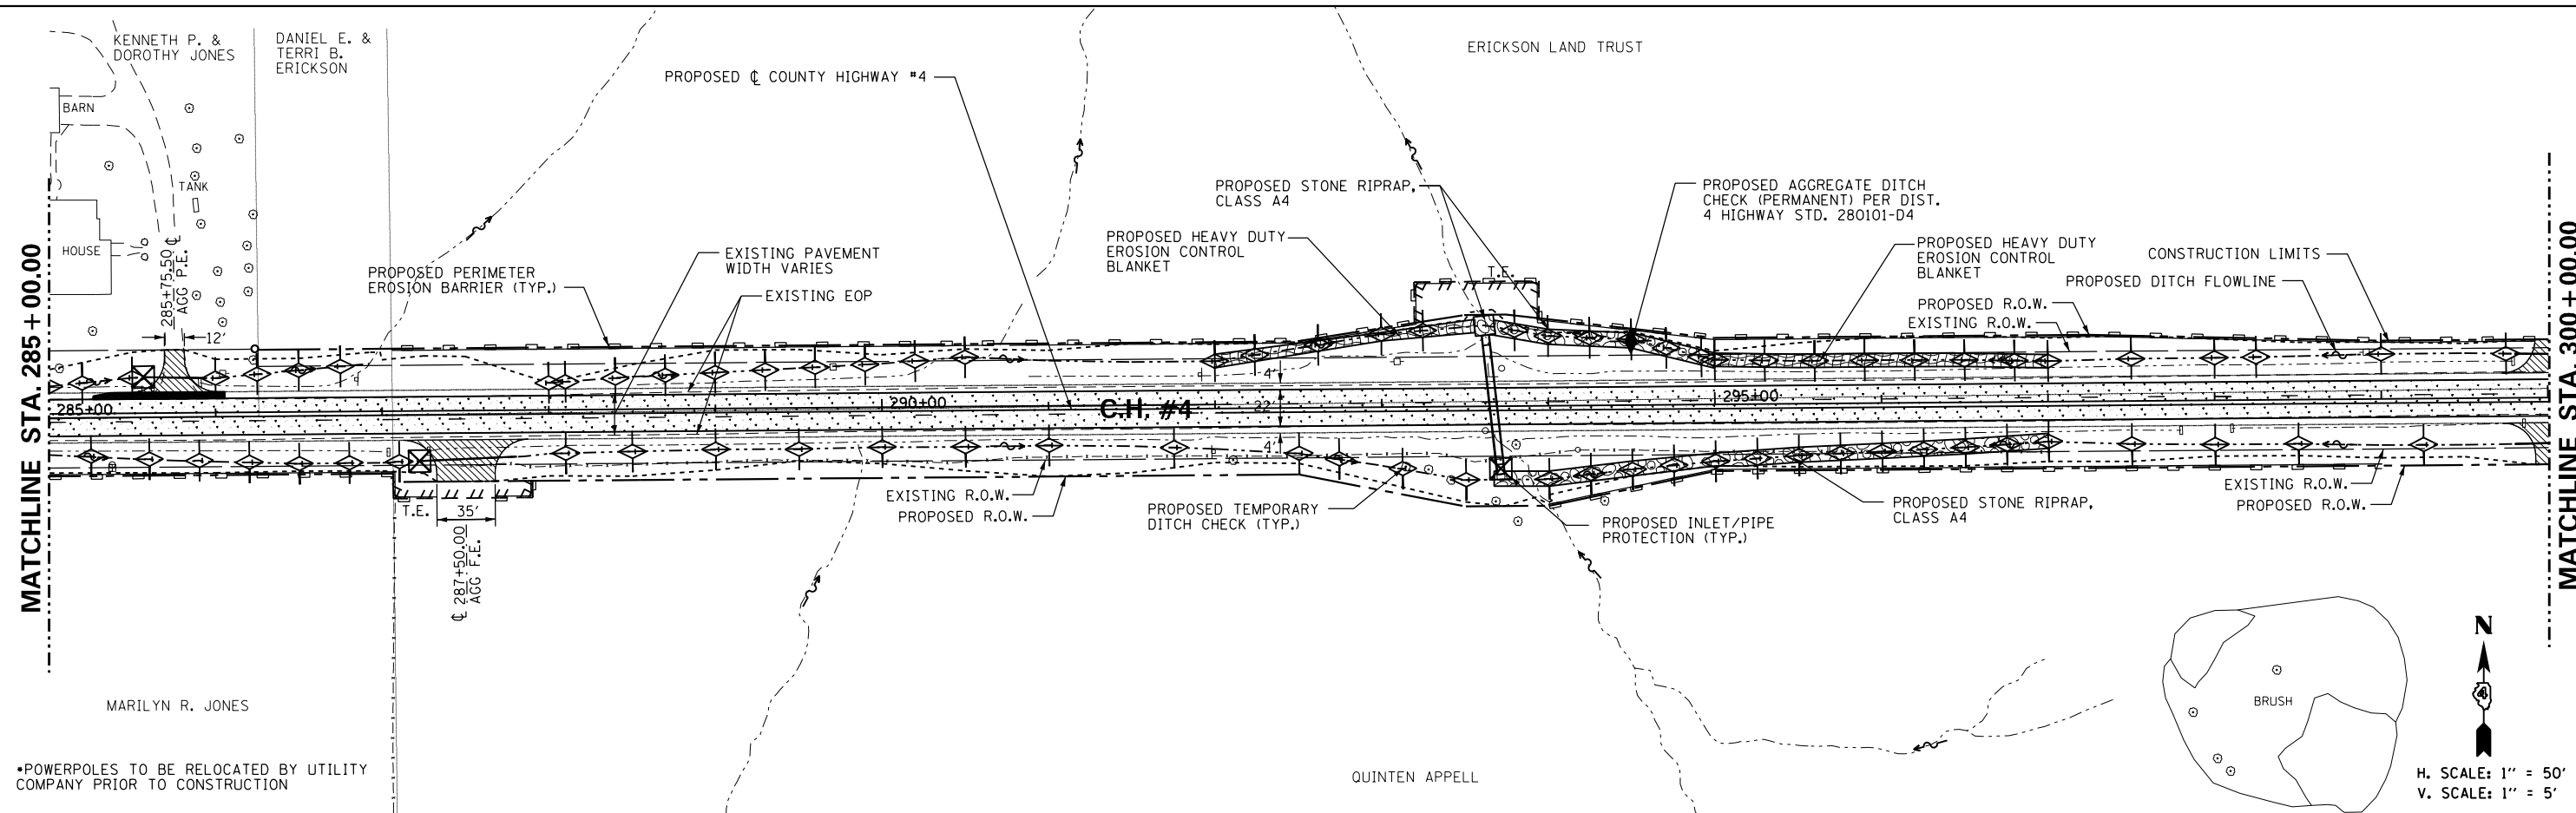 KENNETH P. &
DOROTHY JONES
DANIEL E. &
TERRI B.
ERICKSON
ERICKSON LAND TRUST
PROPOSED ℄ COUNTY HIGHWAY #4
BARN
TANK
HOUSE
285+75.50 ℄
AGG P.E.
12'
PROPOSED PERIMETER
EROSION BARRIER (TYP.)
EXISTING PAVEMENT
WIDTH VARIES
EXISTING EOP
PROPOSED STONE RIPRAP,
CLASS A4
PROPOSED HEAVY DUTY
EROSION CONTROL
BLANKET
T.E.
PROPOSED AGGREGATE DITCH
CHECK (PERMANENT) PER DIST.
4 HIGHWAY STD. 280101-D4
PROPOSED HEAVY DUTY
EROSION CONTROL
BLANKET
CONSTRUCTION LIMITS
PROPOSED DITCH FLOWLINE
PROPOSED R.O.W.
EXISTING R.O.W.
MATCHLINE STA. 285+00.00
MATCHLINE STA. 300+00.00
285+00
290+00
C.H. #4
295+00
4'
22'
4'
T.E.
35'
℄ 287+50.00
AGG F.E.
EXISTING R.O.W.
PROPOSED R.O.W.
PROPOSED TEMPORARY
DITCH CHECK (TYP.)
PROPOSED INLET/PIPE
PROTECTION (TYP.)
PROPOSED STONE RIPRAP,
CLASS A4
EXISTING R.O.W.
PROPOSED R.O.W.
MARILYN R. JONES
QUINTEN APPELL
BRUSH
N
4
*POWERPOLES TO BE RELOCATED BY UTILITY
COMPANY PRIOR TO CONSTRUCTION
H. SCALE: 1" = 50'
V. SCALE: 1" = 5'